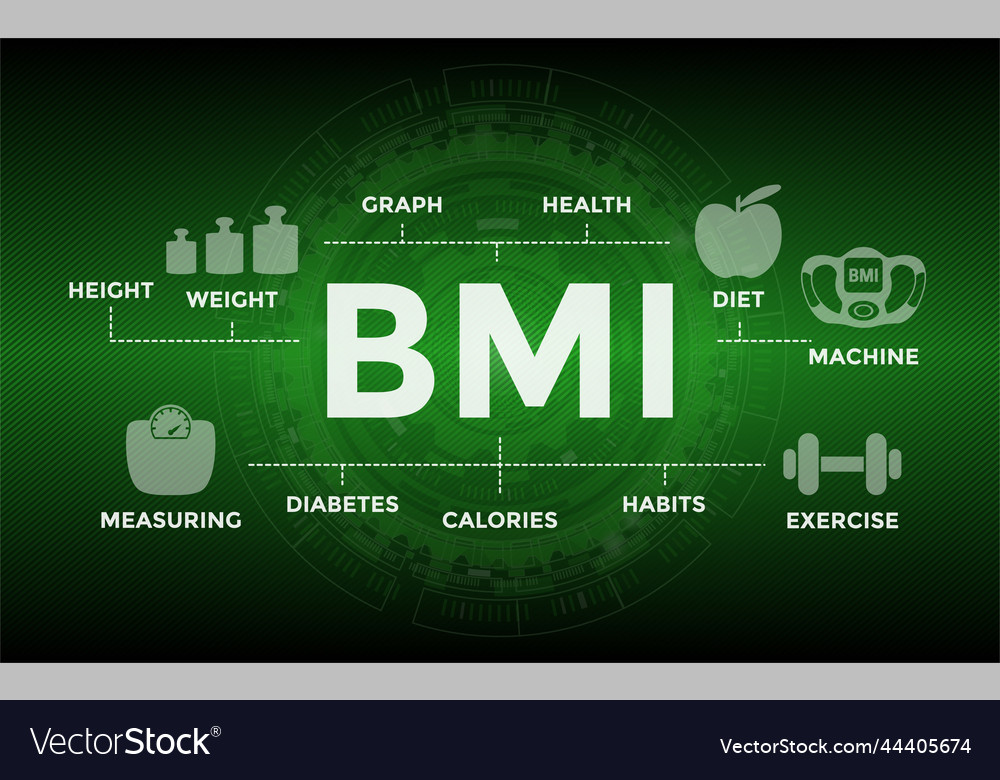 GRAPH
HEALTH
HEIGHT
WEIGHT
BMI
DIET
BMI
MACHINE
MEASURING
DIABETES
CALORIES
HABITS
EXERCISE
VectorStock®
VectorStock.com/44405674